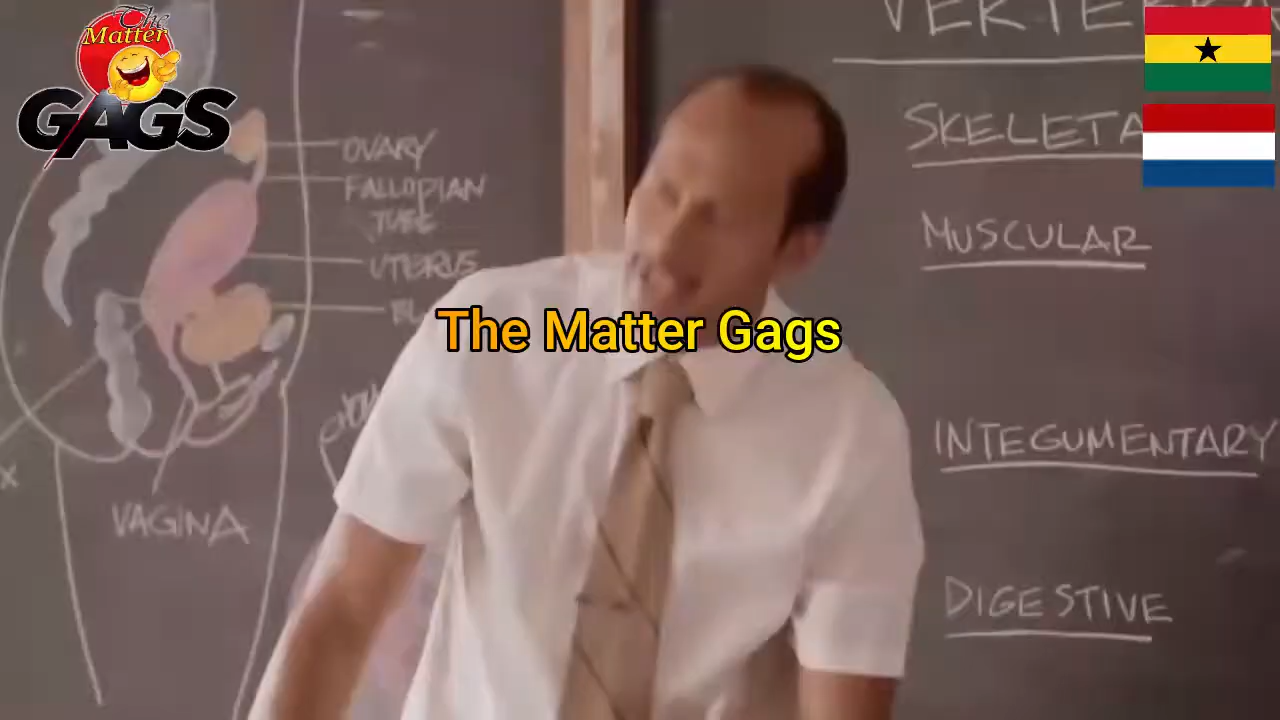 The
Matter
GAGS
OVARY
FALLOPIAN
TUBE
UTERUS
VAGINA
X
The Matter Gags
SKELETA
MUSCULAR
INTEGUMENTARY
DIGESTIVE